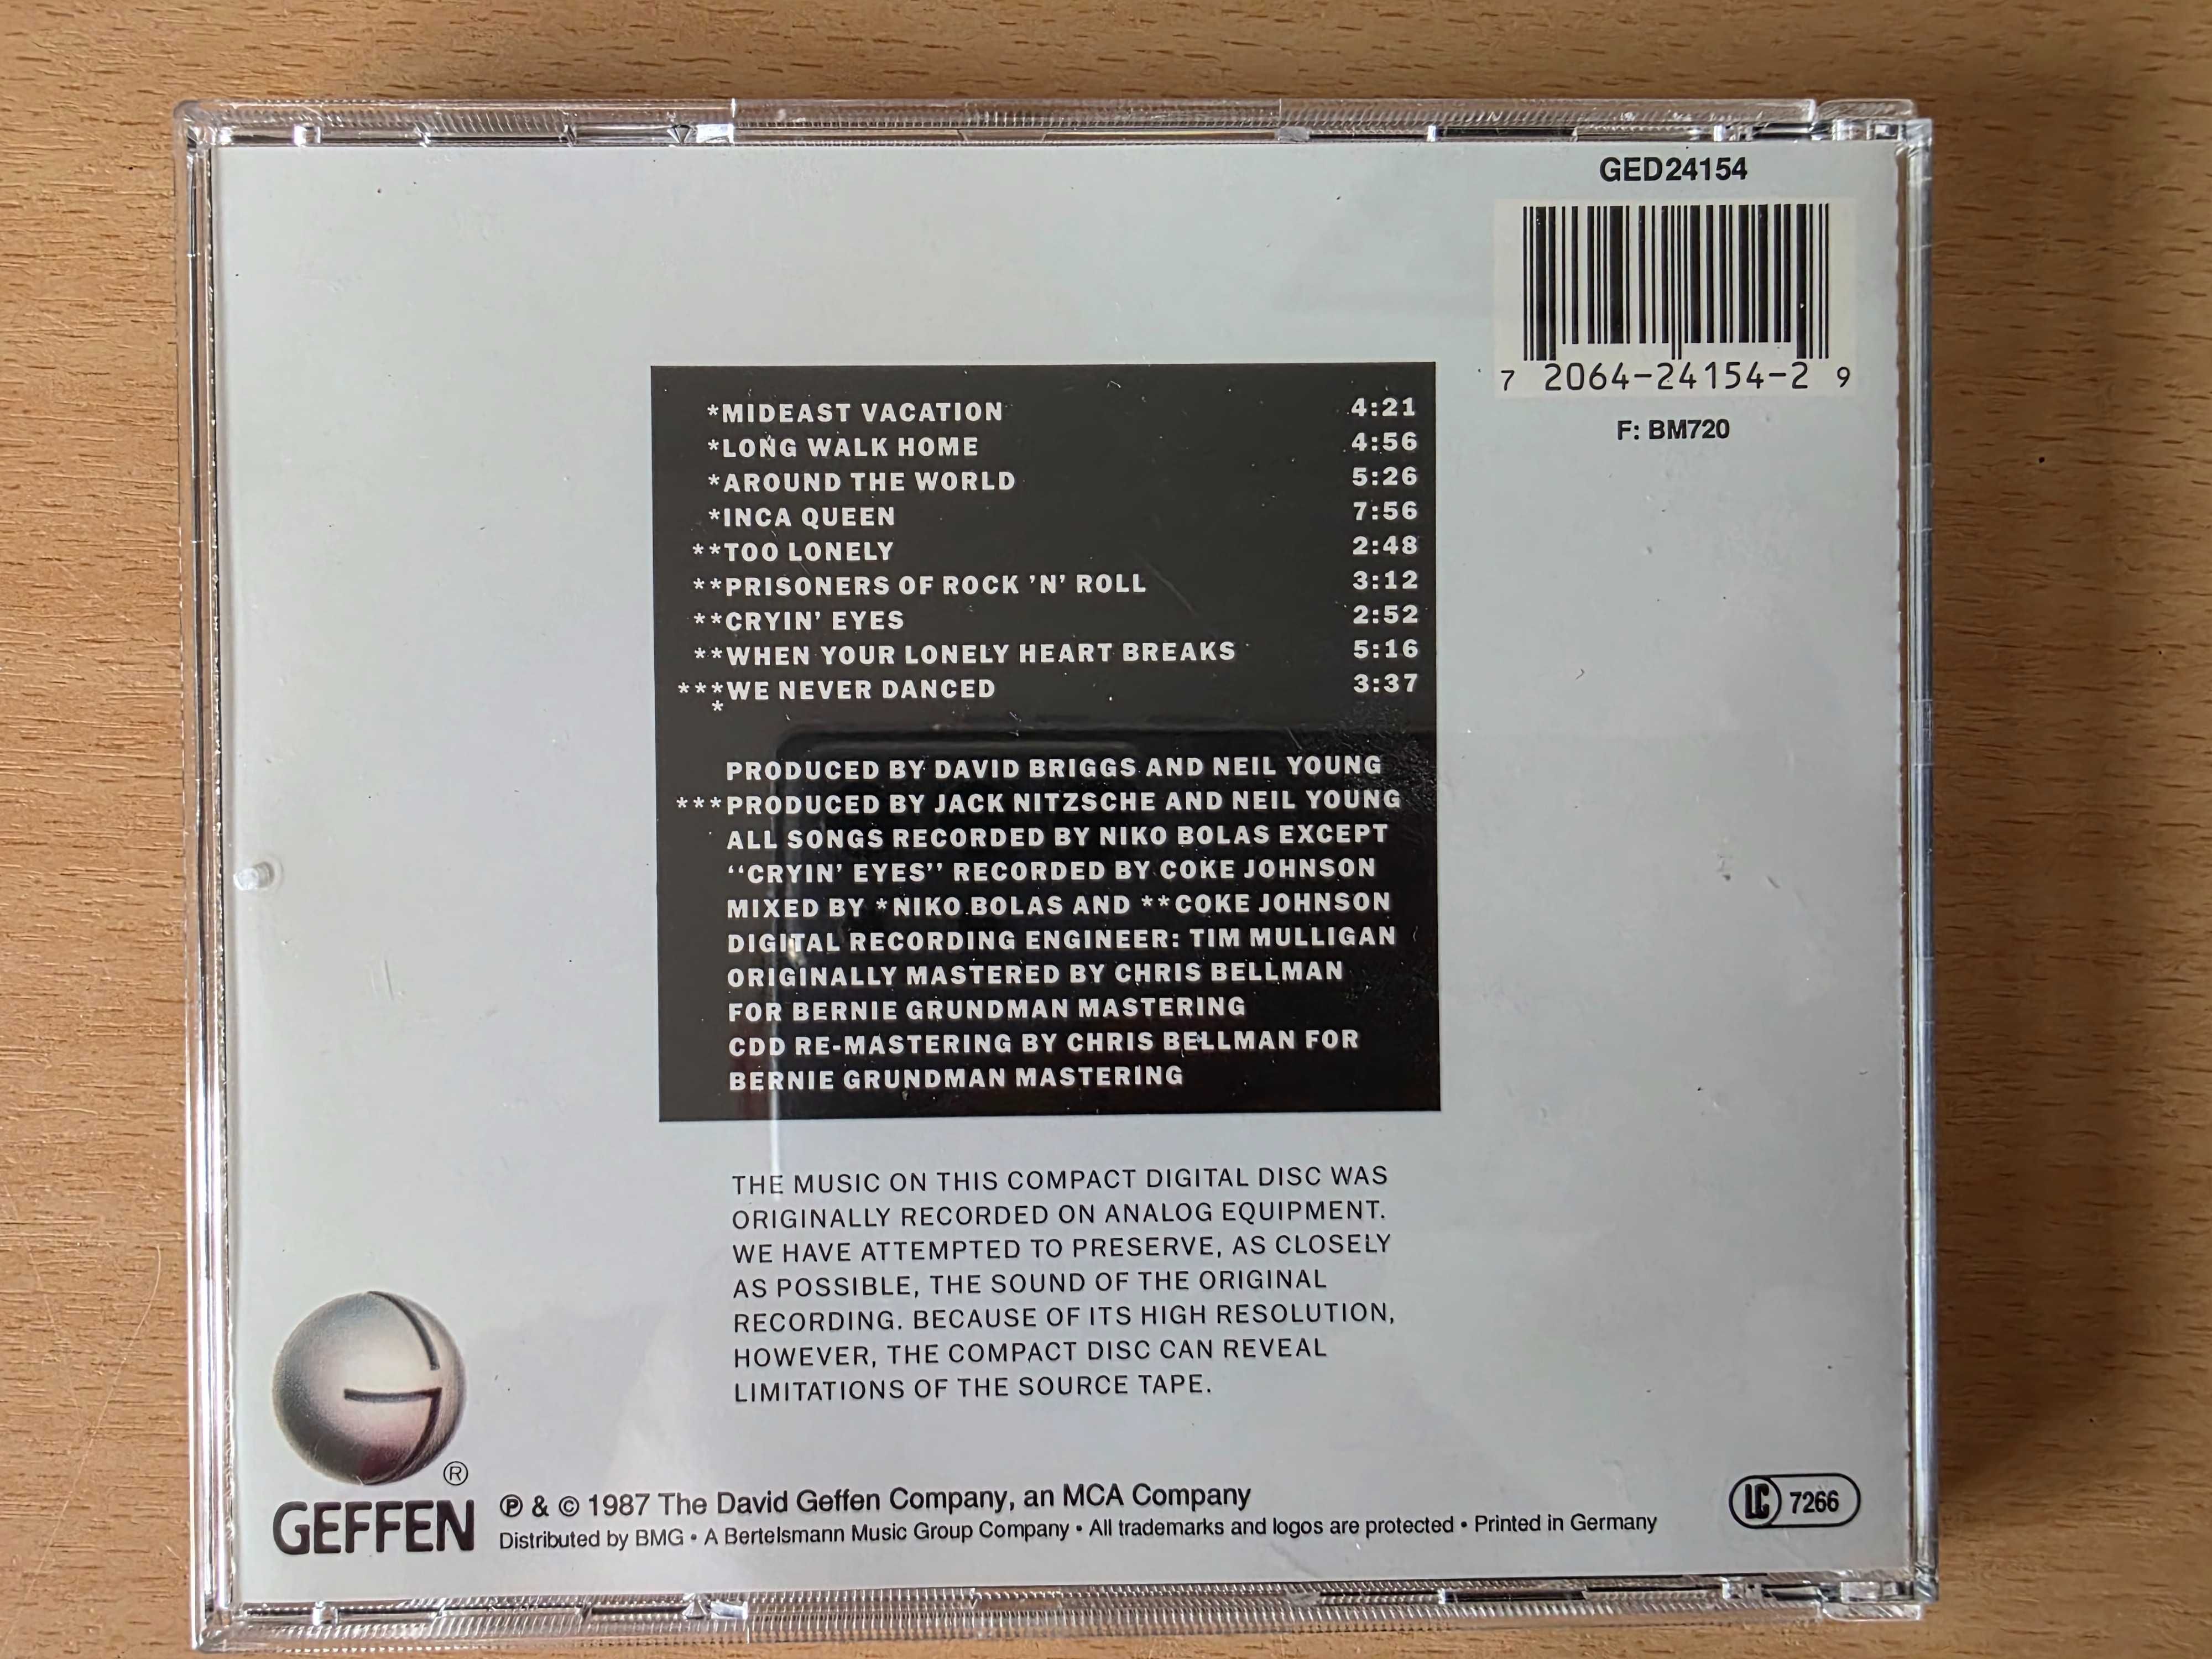 GED24154
7 2064-24154-2 9
F: BM720
*MIDEAST VACATION 4:21
*LONG WALK HOME 4:56
*AROUND THE WORLD 5:26
*INCA QUEEN 7:56
**TOO LONELY 2:48
**PRISONERS OF ROCK 'N' ROLL 3:12
**CRYIN' EYES 2:52
**WHEN YOUR LONELY HEART BREAKS 5:16
***WE NEVER DANCED 3:37
*
PRODUCED BY DAVID BRIGGS AND NEIL YOUNG
***PRODUCED BY JACK NITZSCHE AND NEIL YOUNG
ALL SONGS RECORDED BY NIKO BOLAS EXCEPT
“CRYIN' EYES” RECORDED BY COKE JOHNSON
MIXED BY *NIKO BOLAS AND **COKE JOHNSON
DIGITAL RECORDING ENGINEER: TIM MULLIGAN
ORIGINALLY MASTERED BY CHRIS BELLMAN
FOR BERNIE GRUNDMAN MASTERING
CDD RE-MASTERING BY CHRIS BELLMAN FOR
BERNIE GRUNDMAN MASTERING
THE MUSIC ON THIS COMPACT DIGITAL DISC WAS
ORIGINALLY RECORDED ON ANALOG EQUIPMENT.
WE HAVE ATTEMPTED TO PRESERVE, AS CLOSELY
AS POSSIBLE, THE SOUND OF THE ORIGINAL
RECORDING. BECAUSE OF ITS HIGH RESOLUTION,
HOWEVER, THE COMPACT DISC CAN REVEAL
LIMITATIONS OF THE SOURCE TAPE.
®
GEFFEN
℗ & © 1987 The David Geffen Company, an MCA Company
Distributed by BMG • A Bertelsmann Music Group Company • All trademarks and logos are protected • Printed in Germany
LC 7266